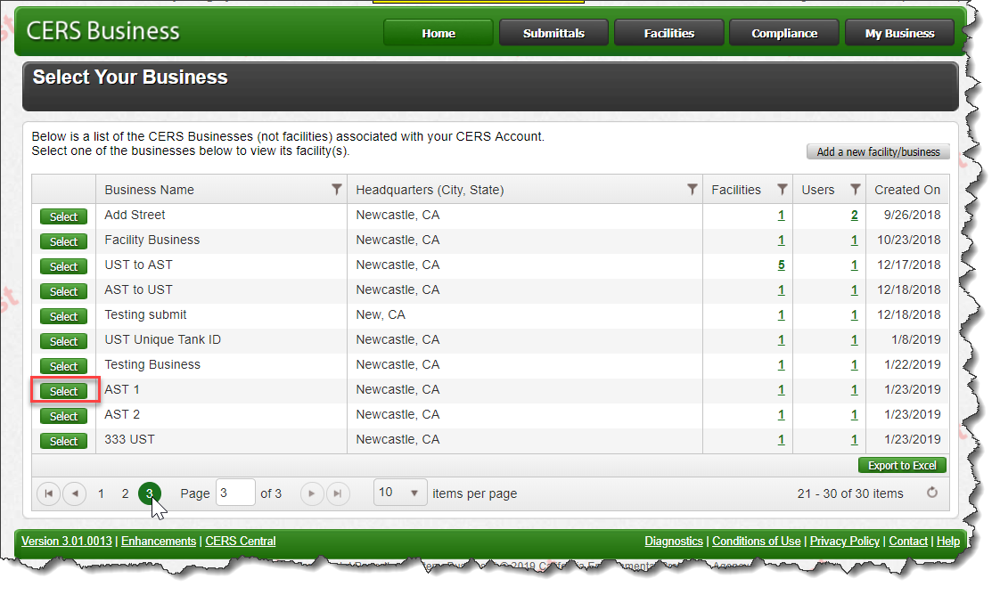 CERS Business
Home Submittals Facilities Compliance My Business
Select Your Business
Below is a list of the CERS Businesses (not facilities) associated with your CERS Account.
Select one of the businesses below to view its facility(s).
Add a new facility/business
Business Name Headquarters (City, State) Facilities Users Created On
Select Add Street Newcastle, CA 1 2 9/26/2018
Select Facility Business Newcastle, CA 1 1 10/23/2018
Select UST to AST Newcastle, CA 5 1 12/17/2018
Select AST to UST Newcastle, CA 1 1 12/18/2018
Select Testing submit New, CA 1 1 12/18/2018
Select UST Unique Tank ID Newcastle, CA 1 1 1/8/2019
Select Testing Business Newcastle, CA 1 1 1/22/2019
Select AST 1 Newcastle, CA 1 1 1/23/2019
Select AST 2 Newcastle, CA 1 1 1/23/2019
Select 333 UST Newcastle, CA 1 1 1/23/2019
Export to Excel
1 2 3 Page 3 of 3 10 items per page 21 - 30 of 30 items
Version 3.01.0013 | Enhancements | CERS Central Diagnostics | Conditions of Use | Privacy Policy | Contact | Help
© 2019